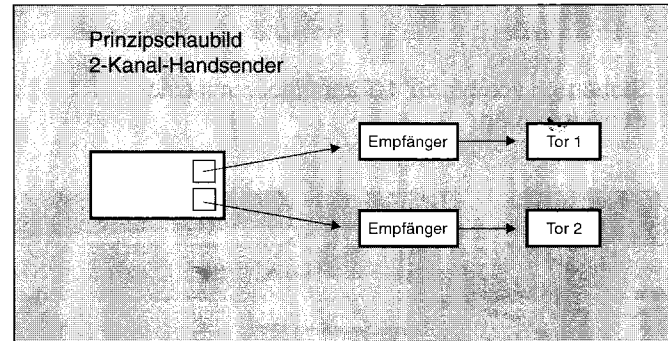 Prinzipschaubild
2-Kanal-Handsender
Empfänger
Tor 1
Empfänger
Tor 2